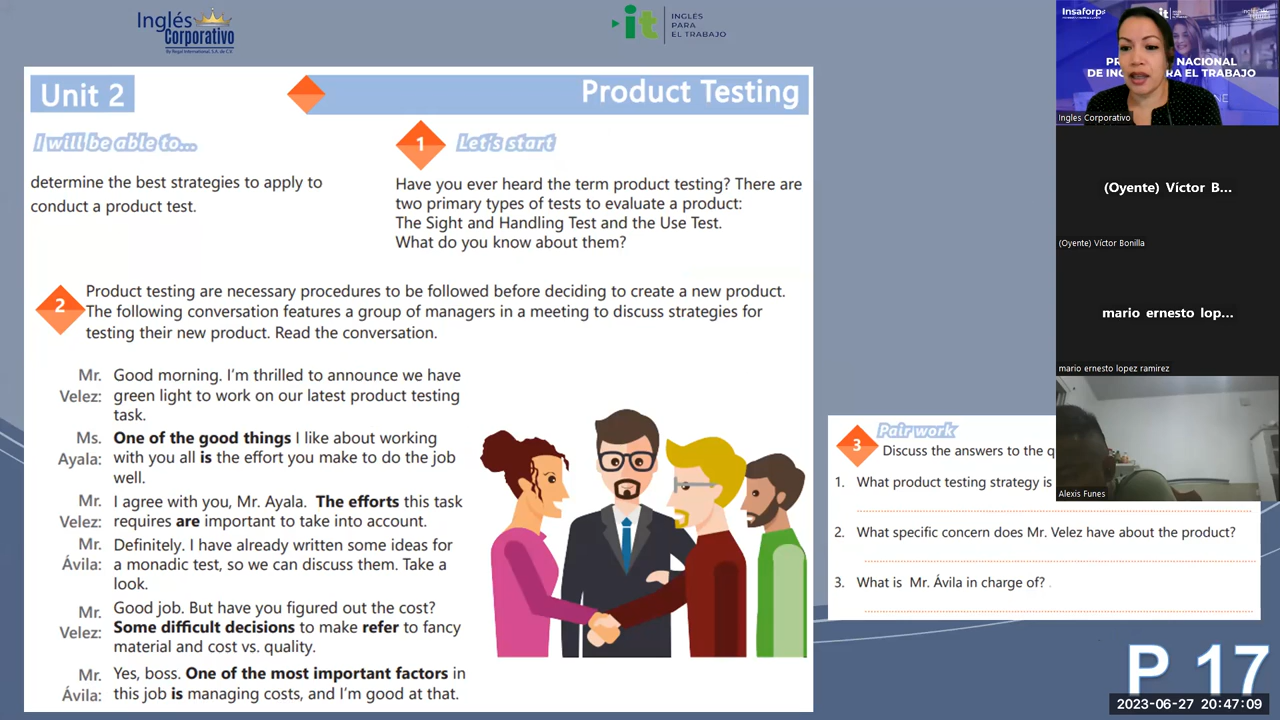 Inglés
Corporativo
By Regal International, S.A. de C.V.
it
INGLÉS
PARA
EL TRABAJO
Unit 2
Product Testing
I will be able to...
determine the best strategies to apply to
conduct a product test.
1
Let's start
Have you ever heard the term product testing? There are
two primary types of tests to evaluate a product:
The Sight and Handling Test and the Use Test.
What do you know about them?
2
Product testing are necessary procedures to be followed before deciding to create a new product.
The following conversation features a group of managers in a meeting to discuss strategies for
testing their new product. Read the conversation.
Mr. Good morning. I'm thrilled to announce we have
Velez: green light to work on our latest product testing
task.
Ms. One of the good things I like about working
Ayala: with you all is the effort you make to do the job
well.
Mr. I agree with you, Mr. Ayala. The efforts this task
Velez: requires are important to take into account.
Mr. Definitely. I have already written some ideas for
Ávila: a monadic test, so we can discuss them. Take a
look.
Mr. Good job. But have you figured out the cost?
Velez: Some difficult decisions to make refer to fancy
material and cost vs. quality.
Mr. Yes, boss. One of the most important factors in
Ávila: this job is managing costs, and I'm good at that.
3
Pair work
Discuss the answers to the q
1. What product testing strategy is
2. What specific concern does Mr. Velez have about the product?
3. What is Mr. Ávila in charge of?
P 17
2023-06-27 20:47:09
Insaforp
it
NACIONAL
DE INGLÉS PARA EL TRABAJO
Ingles Corporativo
(Oyente) Víctor B...
(Oyente) Víctor Bonilla
mario ernesto lop...
mario ernesto lopez ramirez
Alexis Funes